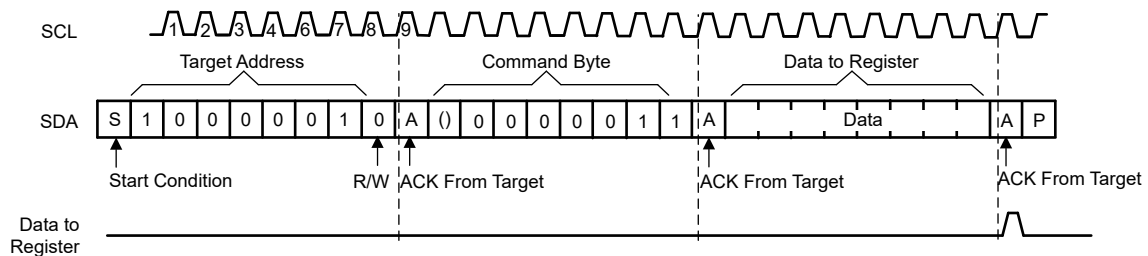 SCL 1 2 3 4 6 7 8 9
Target Address Command Byte Data to Register
SDA S 1 0 0 0 0 0 1 0 A () 0 0 0 0 0 1 1 A Data A P
Start Condition R/W ACK From Target ACK From Target ACK From Target
Data to
Register